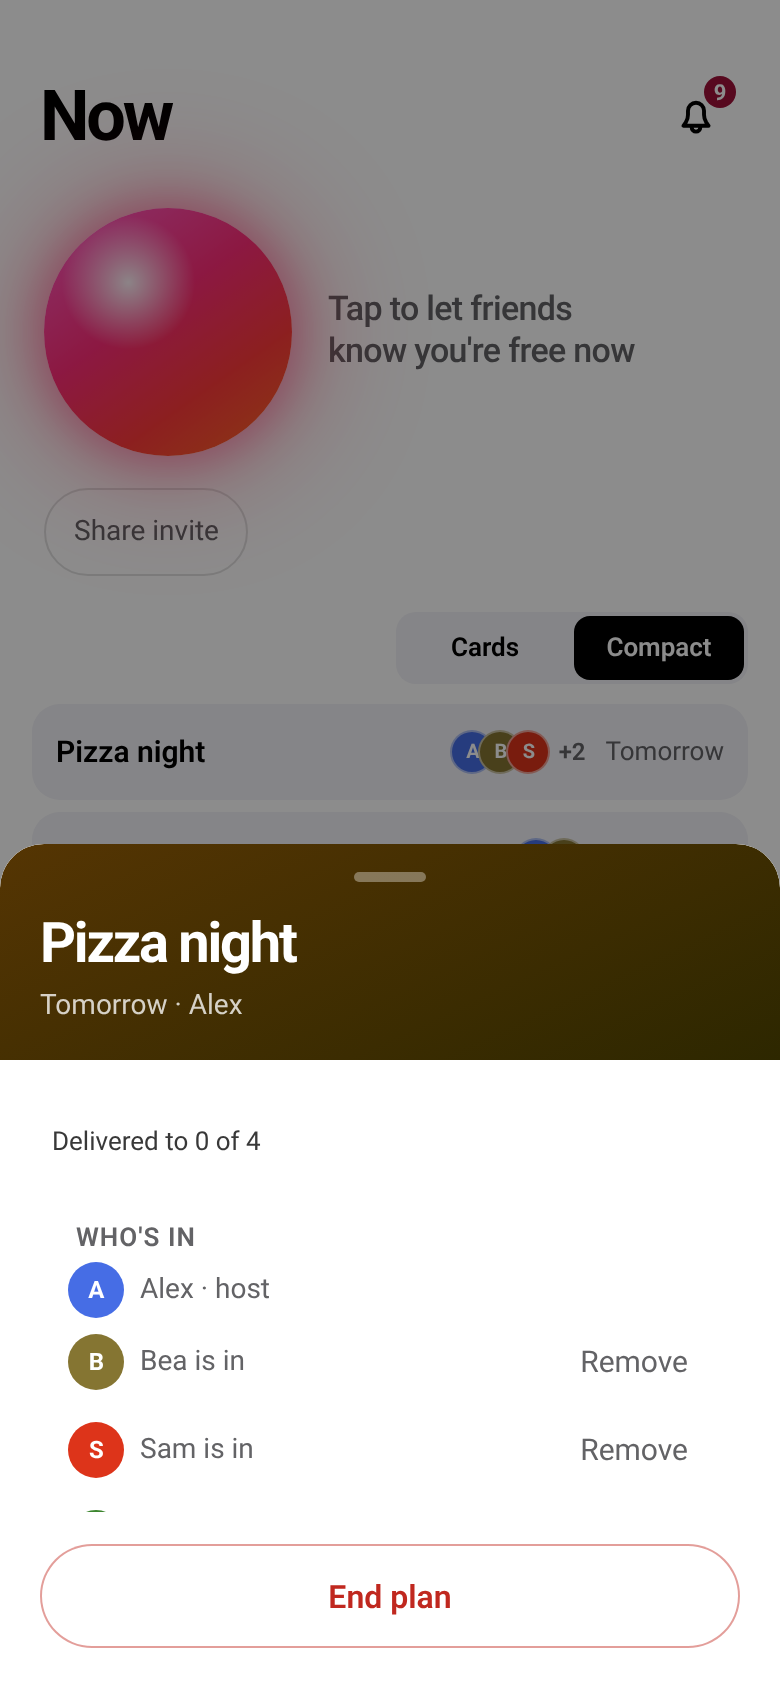 Now
9
Tap to let friends
know you're free now
Share invite
Cards
Compact
Pizza night
A
B
S
+2
Tomorrow
Pizza night
Tomorrow · Alex
Delivered to 0 of 4
WHO'S IN
A
Alex · host
B
Bea is in
Remove
S
Sam is in
Remove
End plan